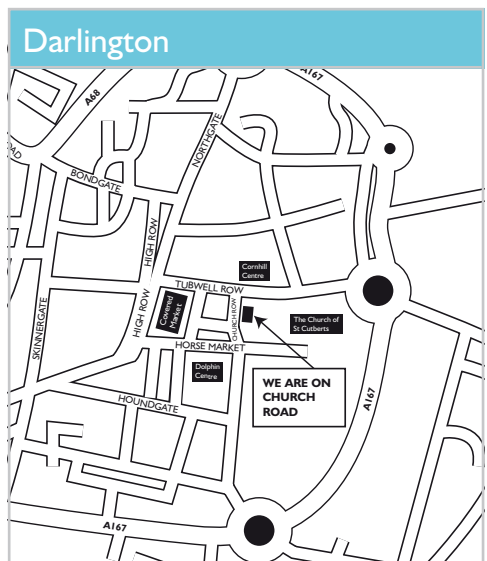 Darlington
A167
A68
OAD
NORTHGATE
BONDGATE
HIGH ROW
Cornhill
Centre
TUBWELL ROW
SKINNERGATE
HIGH ROW
Covered
Market
CHURCH ROW
The Church of
St Cutberts
HORSE MARKET
Dolphin
Centre
WE ARE ON
CHURCH
ROAD
A167
HOUNDGATE
A167